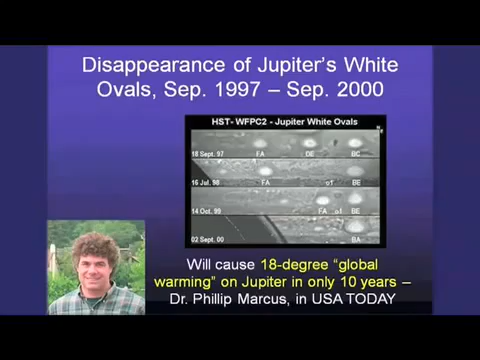 Disappearance of Jupiter's White
Ovals, Sep. 1997 – Sep. 2000
HST- WFPC2 - Jupiter White Ovals
N
18 Sept. 97 FA DE BC
16 Jul. 98 FA o1 BE
14 Oct. 99 FA o1 BE
02 Sept. 00 BA
Will cause 18-degree “global
warming” on Jupiter in only 10 years –
Dr. Phillip Marcus, in USA TODAY